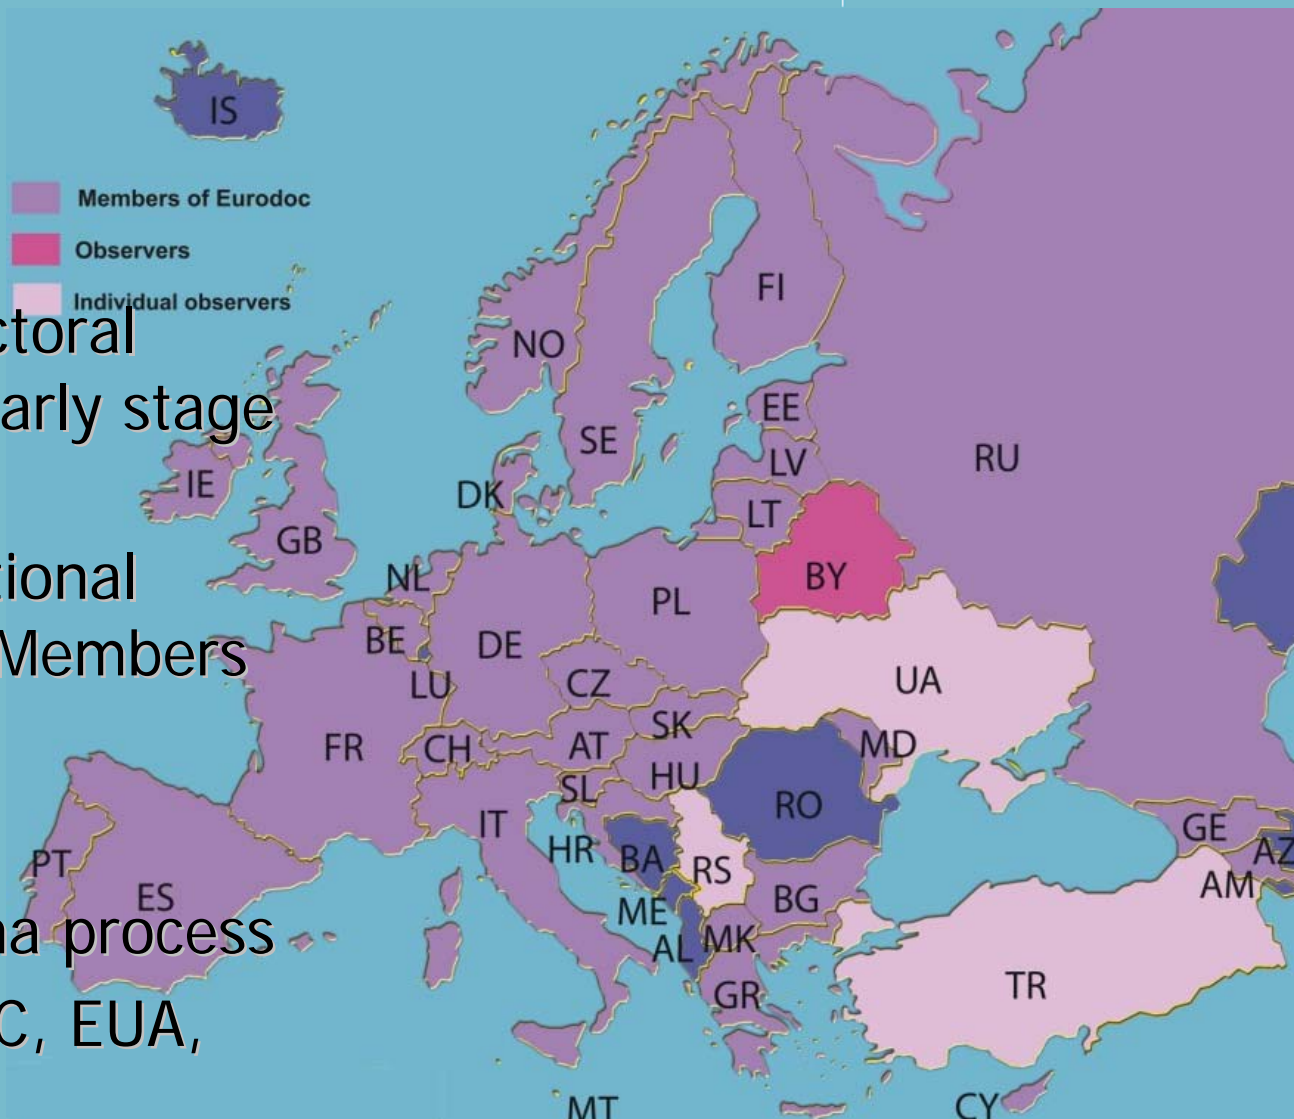 IS
Members of Eurodoc
Observers
Individual observers
ctoral
arly stage
tional
Members
na process
C, EUA,
NO
FI
SE
EE
LV
RU
IE
DK
LT
GB
NL
BY
PL
BE
DE
LU
CZ
UA
SK
FR
CH
AT
MD
HU
SL
RO
IT
GE
HR
BA
AZ
PT
RS
AM
ES
BG
ME
AL
MK
GR
TR
MT
CY